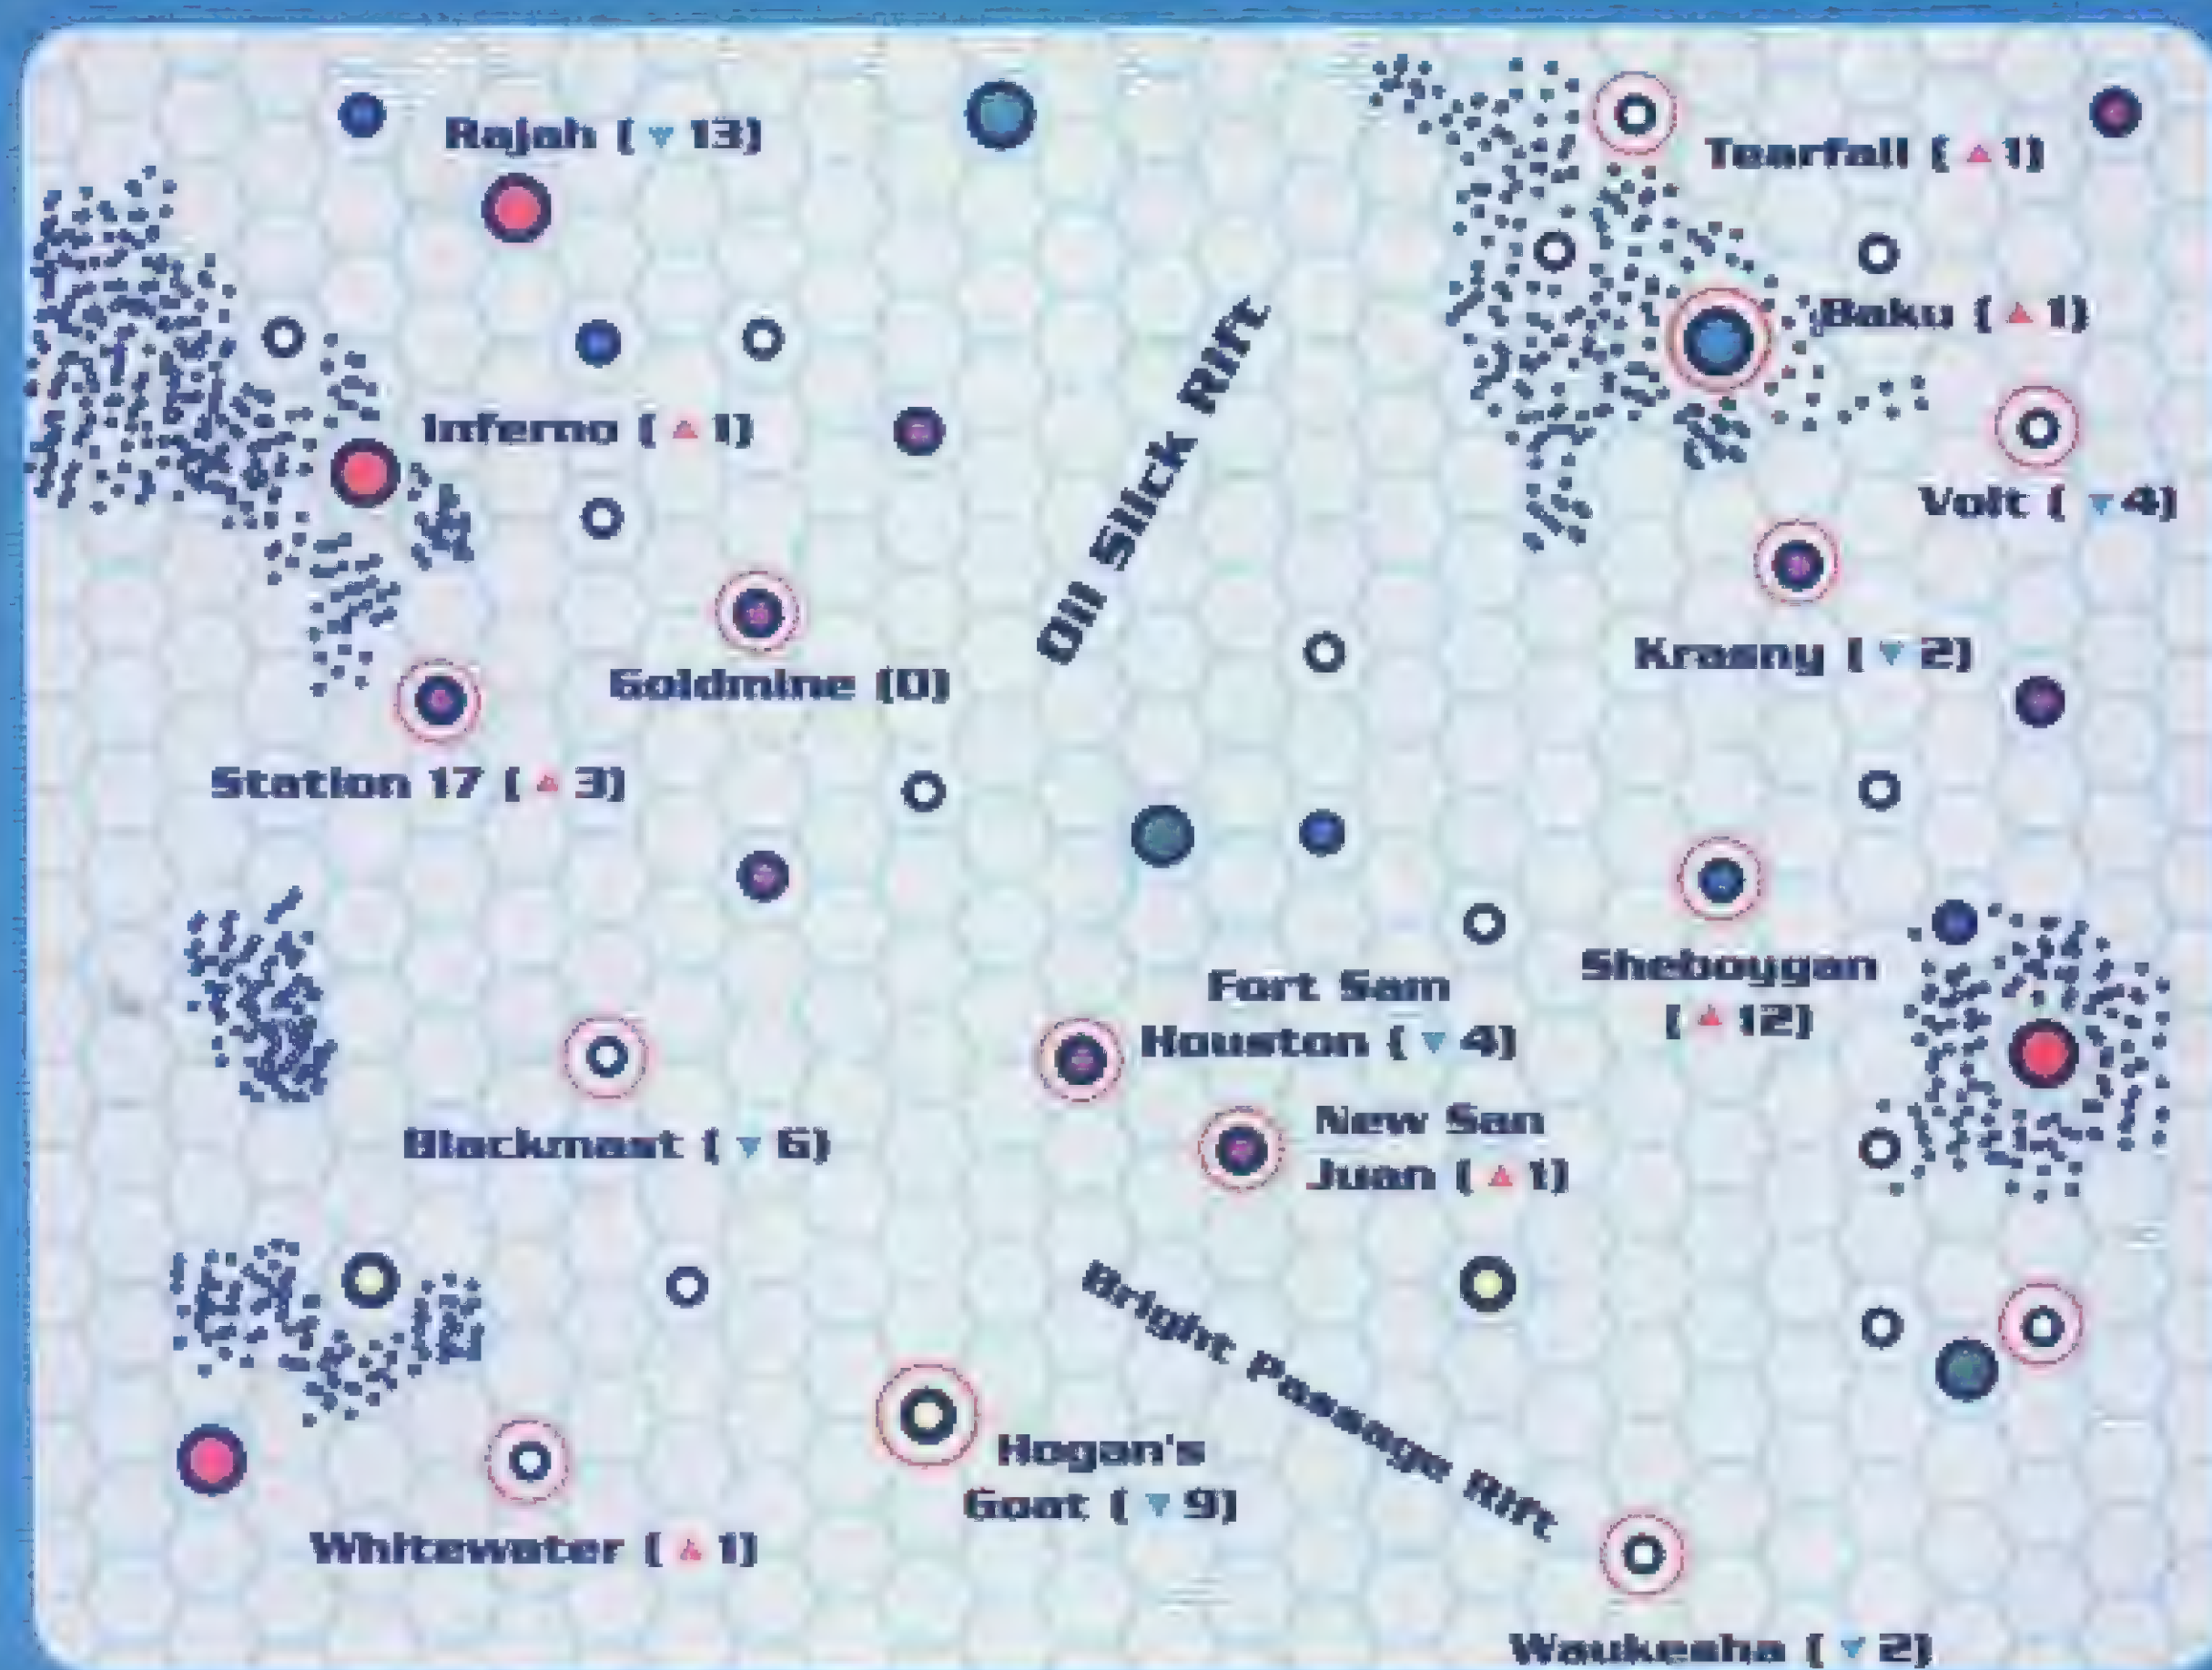 Rajah ( ▼ 13)
Tearfall ( ▲ 1)
Baku ( ▲ 1)
Inferno ( ▲ 1)
Oil Slick Rift
Volt ( ▼ 4)
Krasny ( ▼ 2)
Goldmine (0)
Station 17 ( ▲ 3)
Sheboygan
( ▲ 12)
Fort Sam
Houston ( ▼ 4)
New San
Juan ( ▲ 1)
Blackmast ( ▼ 6)
Bright Passage Rift
Hogan's
Goat ( ▼ 9)
Whitewater ( ▲ 1)
Waukesha ( ▼ 2)